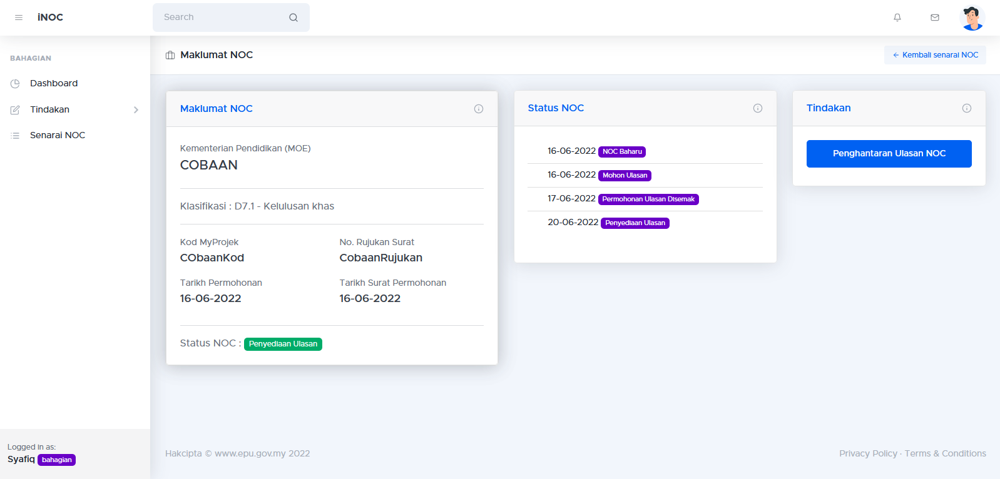 iNOC
Search
BAHAGIAN
Dashboard
Tindakan
Senarai NOC
Logged in as:
Syafiq bahagian
Maklumat NOC
Kembali senarai NOC
Maklumat NOC
Kementerian Pendidikan (MOE)
COBAAN
Klasifikasi : D7.1 - Kelulusan khas
Kod MyProjek
CObaanKod
No. Rujukan Surat
CobaanRujukan
Tarikh Permohonan
16-06-2022
Tarikh Surat Permohonan
16-06-2022
Status NOC : Penyediaan Ulasan
Status NOC
16-06-2022 NOC Baharu
16-06-2022 Mohon Ulasan
17-06-2022 Permohonan Ulasan Disemak
20-06-2022 Penyediaan Ulasan
Tindakan
Penghantaran Ulasan NOC
Hakcipta © www.epu.gov.my 2022
Privacy Policy · Terms & Conditions